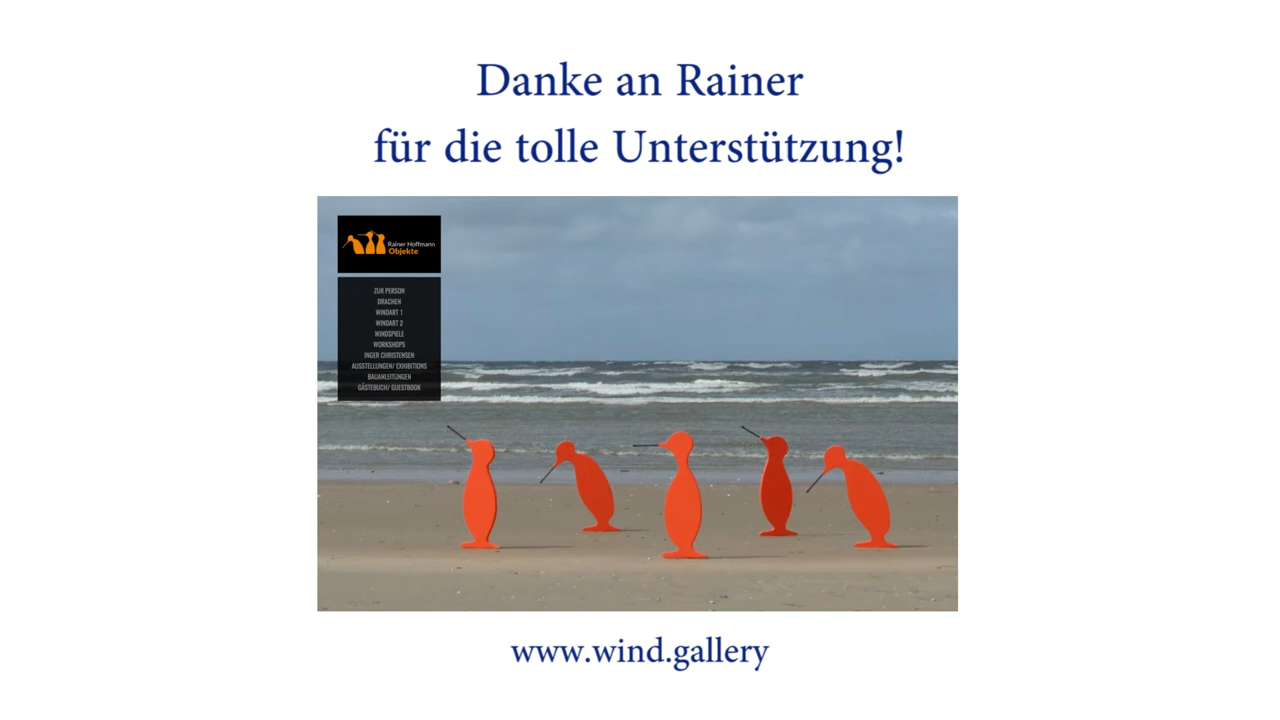 Danke an Rainer
für die tolle Unterstützung!
Rainer Hoffmann
Objekte
ZUR PERSON
DRACHEN
WINDART 1
WINDART 2
WINDSPIELE
WORKSHOPS
INGER CHRISTENSEN
AUSSTELLUNGEN/ EXHIBITIONS
BAUANLEITUNGEN
GÄSTEBUCH/ GUESTBOOK
www.wind.gallery